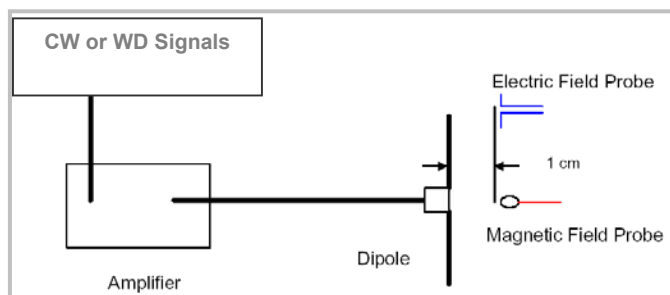 CW or WD Signals
Electric Field Probe
1 cm
Magnetic Field Probe
Dipole
Amplifier